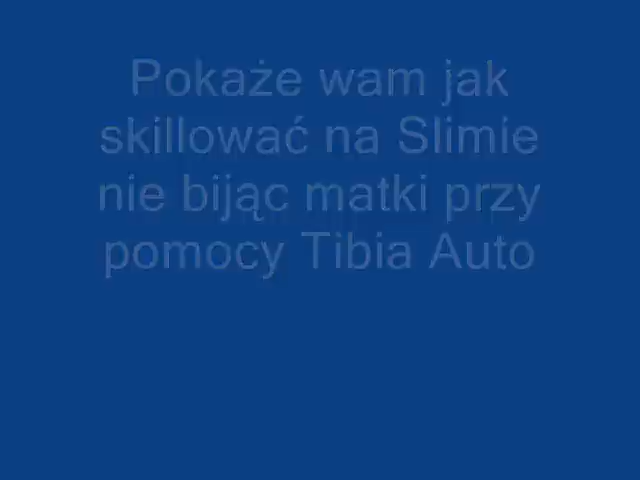 Pokaże wam jak
skillować na Slimie
nie bijąc matki przy
pomocy Tibia Auto